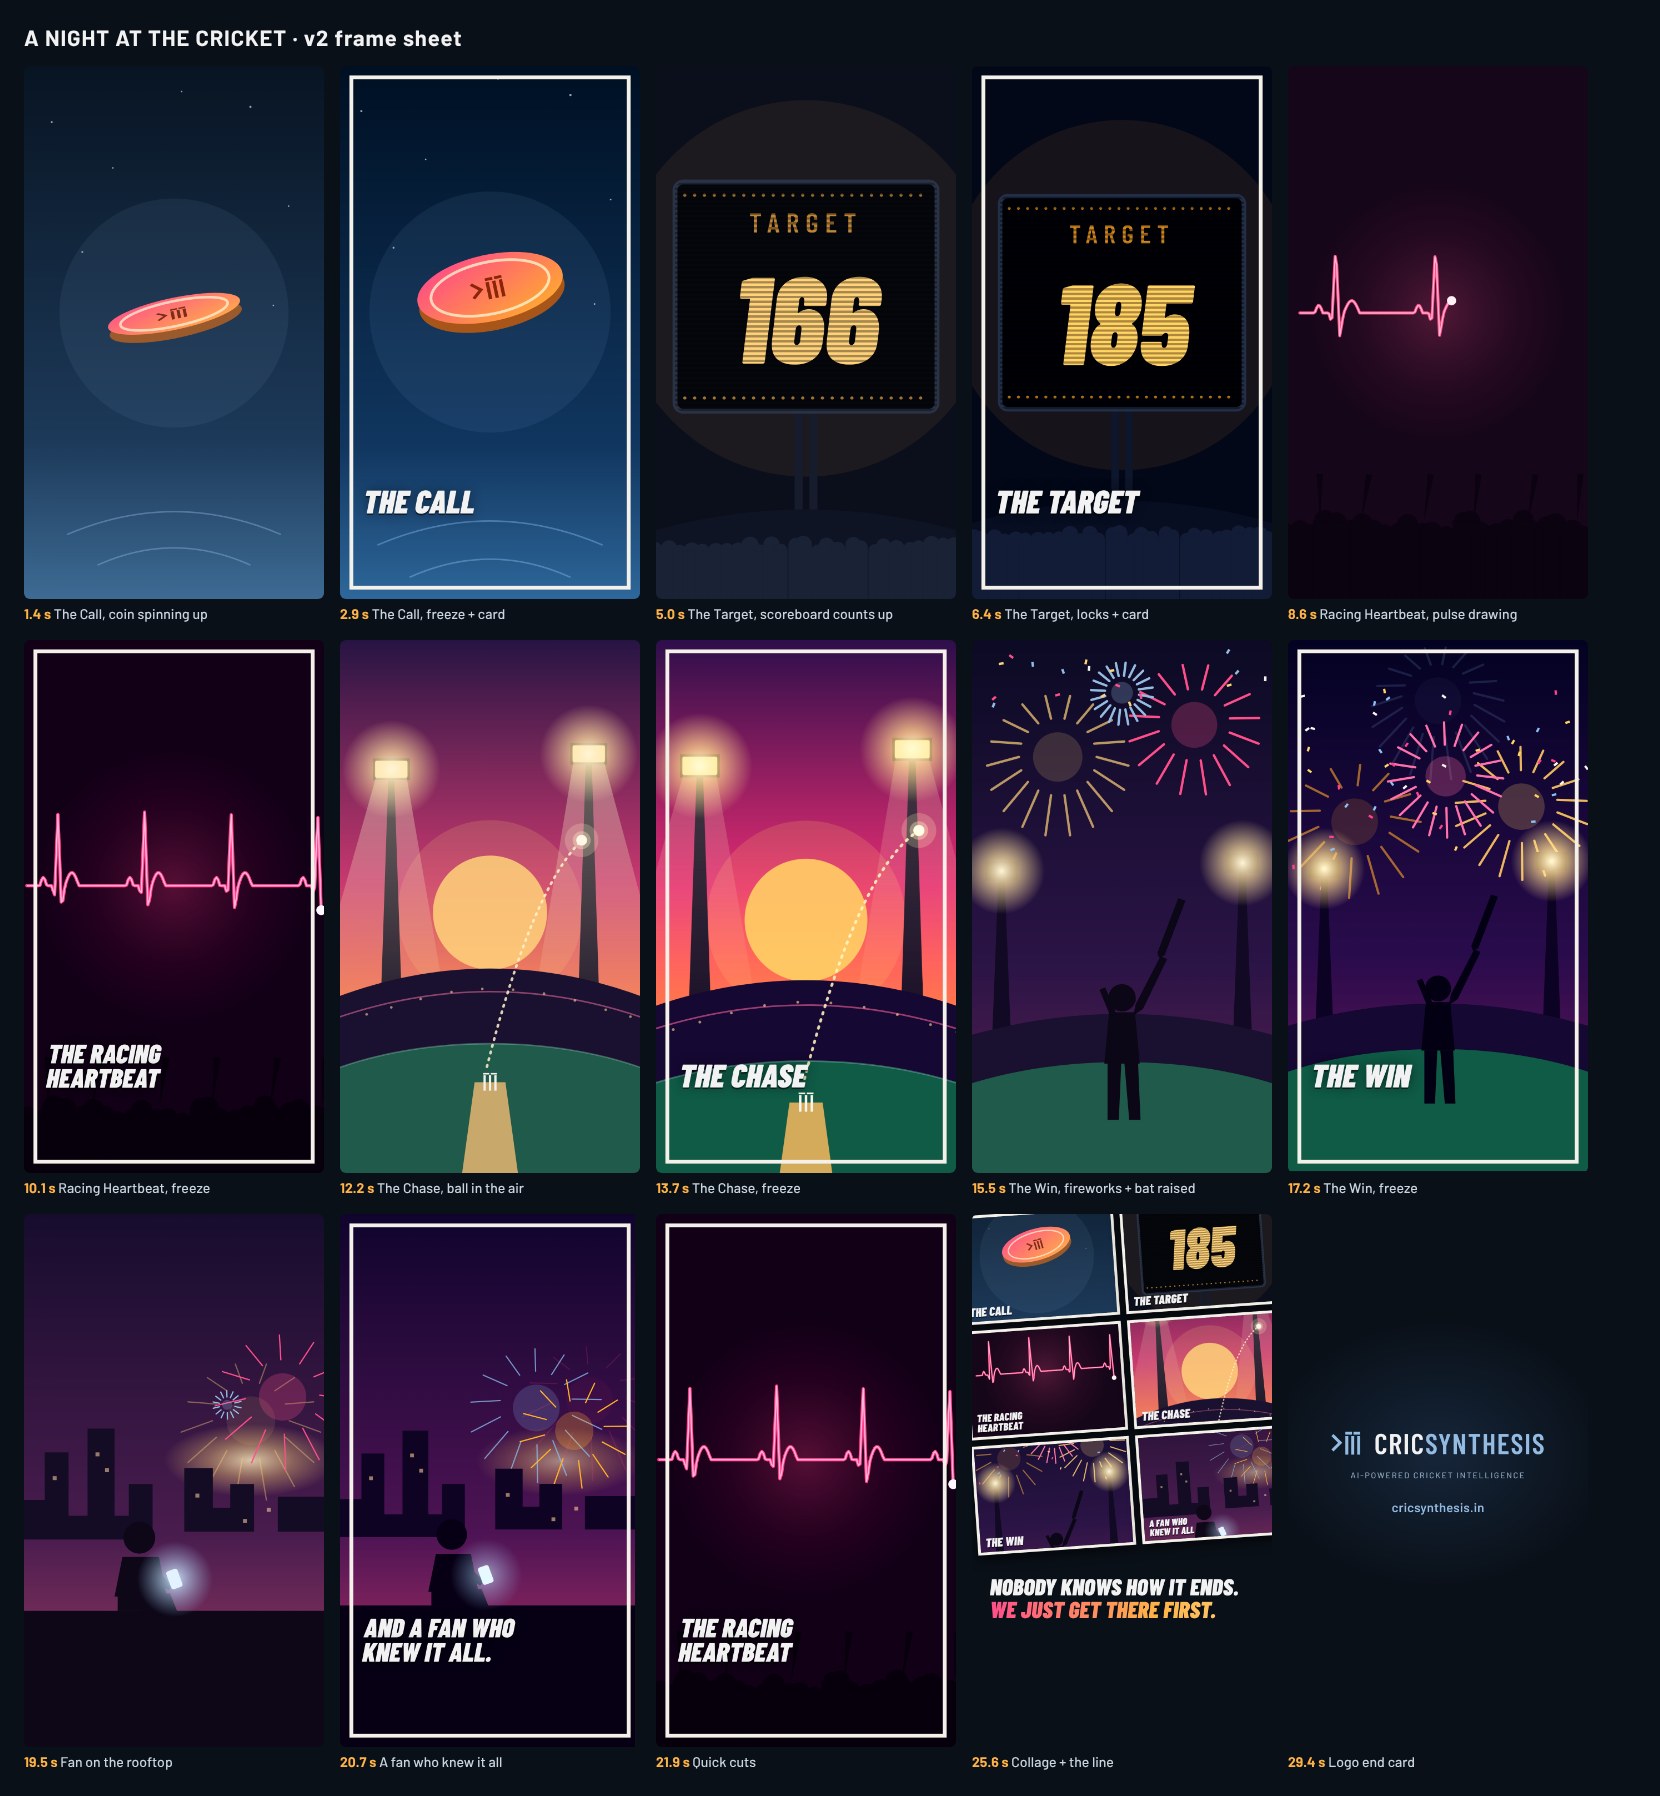 A NIGHT AT THE CRICKET · v2 frame sheet
THE CALL
TARGET
166
TARGET
185
THE TARGET
1.4 s The Call, coin spinning up
2.9 s The Call, freeze + card
5.0 s The Target, scoreboard counts up
6.4 s The Target, locks + card
8.6 s Racing Heartbeat, pulse drawing
THE RACING
HEARTBEAT
THE CHASE
THE WIN
10.1 s Racing Heartbeat, freeze
12.2 s The Chase, ball in the air
13.7 s The Chase, freeze
15.5 s The Win, fireworks + bat raised
17.2 s The Win, freeze
AND A FAN WHO
KNEW IT ALL.
THE RACING
HEARTBEAT
185
THE CALL
THE TARGET
THE RACING
HEARTBEAT
THE CHASE
THE WIN
A FAN WHO
KNEW IT ALL
NOBODY KNOWS HOW IT ENDS.
WE JUST GET THERE FIRST.
CRICSYNTHESIS
AI-POWERED CRICKET INTELLIGENCE
cricsynthesis.in
19.5 s Fan on the rooftop
20.7 s A fan who knew it all
21.9 s Quick cuts
25.6 s Collage + the line
29.4 s Logo end card